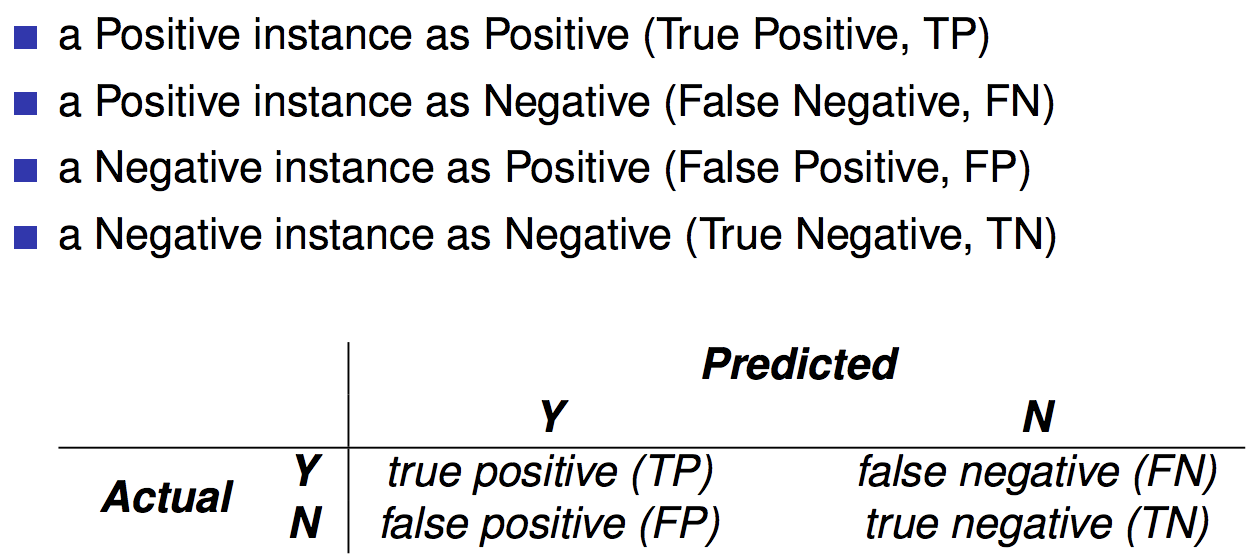 a Positive instance as Positive (True Positive, TP)
a Positive instance as Negative (False Negative, FN)
a Negative instance as Positive (False Positive, FP)
a Negative instance as Negative (True Negative, TN)
Predicted
Y N
Actual Y true positive (TP) false negative (FN)
N false positive (FP) true negative (TN)